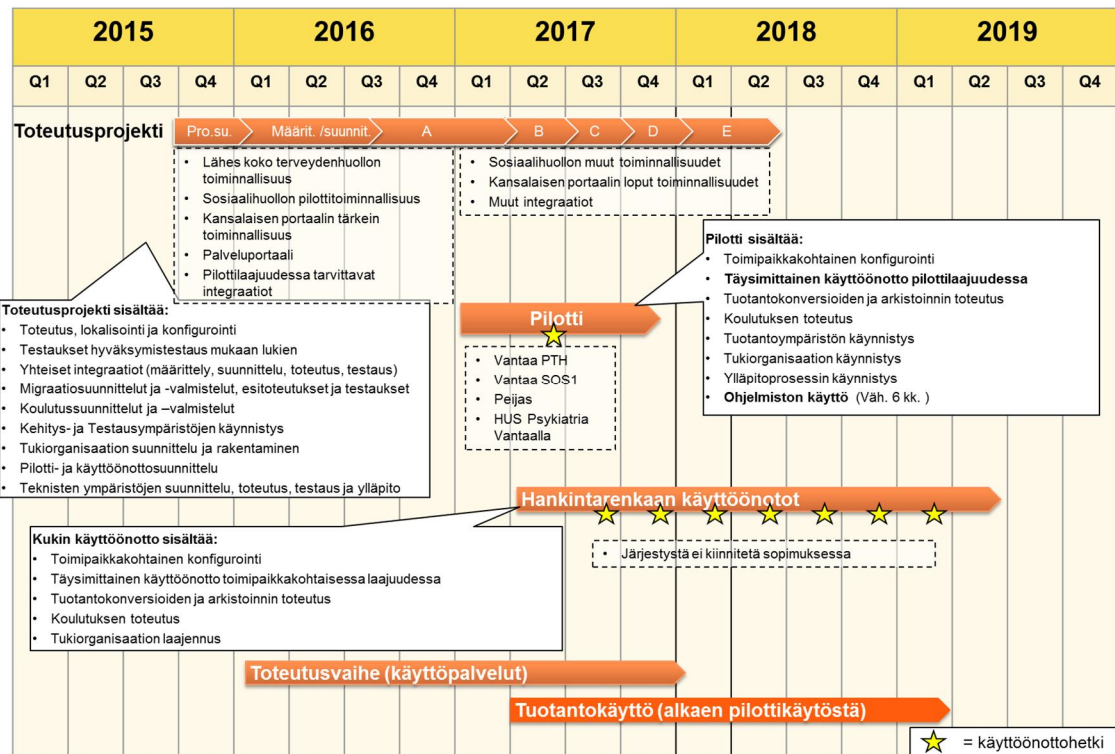 2015 2016 2017 2018 2019
Q1 Q2 Q3 Q4 Q1 Q2 Q3 Q4 Q1 Q2 Q3 Q4 Q1 Q2 Q3 Q4 Q1 Q2 Q3 Q4
Toteutusprojekti
Pro.su. Määrit. /suunnit. A B C D E
• Lähes koko terveydenhuollon
toiminnallisuus
• Sosiaalihuollon pilottitoiminnallisuus
• Kansalaisen portaalin tärkein
toiminnallisuus
• Palveluportaali
• Pilottilaajuudessa tarvittavat
integraatiot
• Sosiaalihuollon muut toiminnallisuudet
• Kansalaisen portaalin loput toiminnallisuudet
• Muut integraatiot
Pilotti sisältää:
• Toimipaikkakohtainen konfigurointi
• Täysimittainen käyttöönotto pilottilaajuudessa
• Tuotantokonversioiden ja arkistoinnin toteutus
• Koulutuksen toteutus
• Tuotantoympäristön käynnistys
• Tukiorganisaation käynnistys
• Ylläpitoprosessin käynnistys
• Ohjelmiston käyttö (Väh. 6 kk. )
Toteutusprojekti sisältää:
• Toteutus, lokalisointi ja konfigurointi
• Testaukset hyväksymistestaus mukaan lukien
• Yhteiset integraatiot (määrittely, suunnittelu, toteutus, testaus)
• Migraatiosuunnittelut ja -valmistelut, esitoteutukset ja testaukset
• Koulutussuunnittelut ja –valmistelut
• Kehitys- ja Testausympäristöjen käynnistys
• Tukiorganisaation suunnittelu ja rakentaminen
• Pilotti- ja käyttöönottosuunnittelu
• Teknisten ympäristöjen suunnittelu, toteutus, testaus ja ylläpito
Pilotti
• Vantaa PTH
• Vantaa SOS1
• Peijas
• HUS Psykiatria
Vantaalla
Hankintarenkaan käyttöönotot
• Järjestystä ei kiinnitetä sopimuksessa
Kukin käyttöönotto sisältää:
• Toimipaikkakohtainen konfigurointi
• Täysimittainen käyttöönotto toimipaikkakohtaisessa laajuudessa
• Tuotantokonversioiden ja arkistoinnin toteutus
• Koulutuksen toteutus
• Tukiorganisaation laajennus
Toteutusvaihe (käyttöpalvelut)
Tuotantokäyttö (alkaen pilottikäytöstä)
= käyttöönottohetki